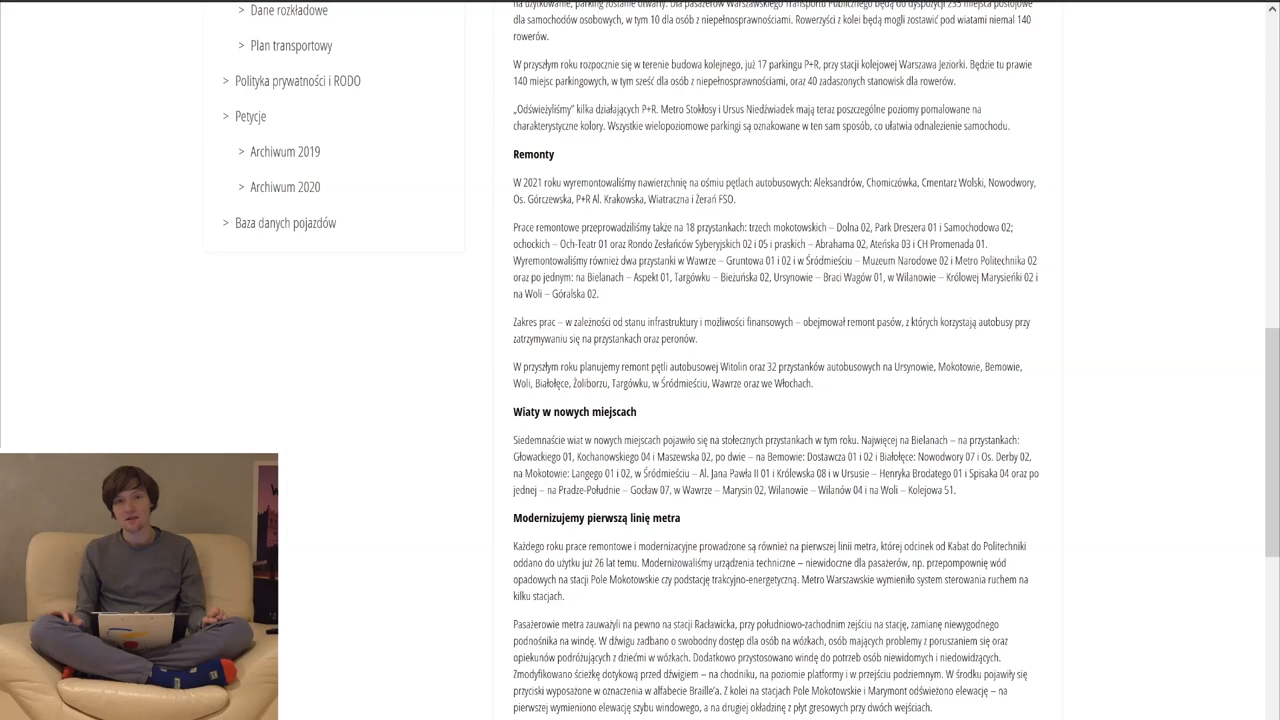 > Dane rozkładowe
> Plan transportowy
> Polityka prywatności i RODO
> Petycje
> Archiwum 2019
> Archiwum 2020
> Baza danych pojazdów
na użytkowanie, parking zostanie otwarty. Dla pasażerów Warszawskiego Transportu Publicznego będą do dyspozycji 235 miejsca postojowe
dla samochodów osobowych, w tym 10 dla osób z niepełnosprawnościami. Rowerzyści z kolei będą mogli zostawić pod wiatami niemal 140
rowerów.
W przyszłym roku rozpocznie się w terenie budowa kolejnego, już 17 parkingu P+R, przy stacji kolejowej Warszawa Jeziorki. Będzie tu prawie
140 miejsc parkingowych, w tym sześć dla osób z niepełnosprawnościami, oraz 40 zadaszonych stanowisk dla rowerów.
„Odświeżyliśmy” kilka działających P+R. Metro Stokłosy i Ursus Niedźwiadek mają teraz poszczególne poziomy pomalowane na
charakterystyczne kolory. Wszystkie wielopoziomowe parkingi są oznakowane w ten sam sposób, co ułatwia odnalezienie samochodu.
Remonty
W 2021 roku wyremontowaliśmy nawierzchnię na ośmiu pętlach autobusowych: Aleksandrów, Chomiczówka, Cmentarz Wolski, Nowodwory,
Os. Górczewska, P+R Al. Krakowska, Wiatraczna i Żerań FSO.
Prace remontowe przeprowadziliśmy także na 18 przystankach: trzech mokotowskich – Dolna 02, Park Dreszera 01 i Samochodowa 02;
ochockich – Och-Teatr 01 oraz Rondo Zesłańców Syberyjskich 02 i 05 i praskich – Abrahama 02, Ateńska 03 i CH Promenada 01.
Wyremontowaliśmy również dwa przystanki w Wawrze – Gruntowa 01 i 02 i w Śródmieściu – Muzeum Narodowe 02 i Metro Politechnika 02
oraz po jednym: na Bielanach – Aspekt 01, Targówku – Bieżuńska 02, Ursynowie – Braci Wagów 01, w Wilanowie – Królowej Marysieńki 02 i
na Woli – Góralska 02.
Zakres prac – w zależności od stanu infrastruktury i możliwości finansowych – obejmował remont pasów, z których korzystają autobusy przy
zatrzymywaniu się na przystankach oraz peronów.
W przyszłym roku planujemy remont pętli autobusowej Witolin oraz 32 przystanków autobusowych na Ursynowie, Mokotowie, Bemowie,
Woli, Białołęce, Żoliborzu, Targówku, w Śródmieściu, Wawrze oraz we Włochach.
Wiaty w nowych miejscach
Siedemnaście wiat w nowych miejscach pojawiło się na stołecznych przystankach w tym roku. Najwięcej na Bielanach – na przystankach:
Głowackiego 01, Kochanowskiego 04 i Maszewska 02, po dwie – na Bemowie: Dostawcza 01 i 02 i Białołęce: Nowodwory 07 i Os. Derby 02,
na Mokotowie: Langego 01 i 02, w Śródmieściu – Al. Jana Pawła II 01 i Królewska 08 i w Ursusie – Henryka Brodatego 01 i Spisaka 04 oraz po
jednej – na Pradze-Południe – Gocław 07, w Wawrze – Marysin 02, Wilanowie – Wilanów 04 i na Woli – Kolejowa 51.
Modernizujemy pierwszą linię metra
Każdego roku prace remontowe i modernizacyjne prowadzone są również na pierwszej linii metra, której odcinek od Kabat do Politechniki
oddano do użytku już 26 lat temu. Modernizowaliśmy urządzenia techniczne – niewidoczne dla pasażerów, np. przepompownię wód
opadowych na stacji Pole Mokotowskie czy podstację trakcyjno-energetyczną. Metro Warszawskie wymieniło system sterowania ruchem na
kilku stacjach.
Pasażerowie metra zauważyli na pewno na stacji Racławicka, przy południowo-zachodnim zejściu na stację, zamianę niewygodnego
podnośnika na windę. W dźwigu zadbano o swobodny dostęp dla osób na wózkach, osób mających problemy z poruszaniem się oraz
opiekunów podróżujących z dziećmi w wózkach. Dodatkowo przystosowano windę do potrzeb osób niewidomych i niedowidzących.
Zmodyfikowano ścieżkę dotykową przed dźwigiem – na chodniku, na poziomie platformy i w przejściu podziemnym. W środku pojawiły się
przyciski wyposażone w oznaczenia w alfabecie Braille’a. Z kolei na stacjach Pole Mokotowskie i Marymont odświeżono elewację – na
pierwszej wymieniono elewację szybu windowego, a na drugiej okładzinę z płyt gresowych przy dwóch wejściach.